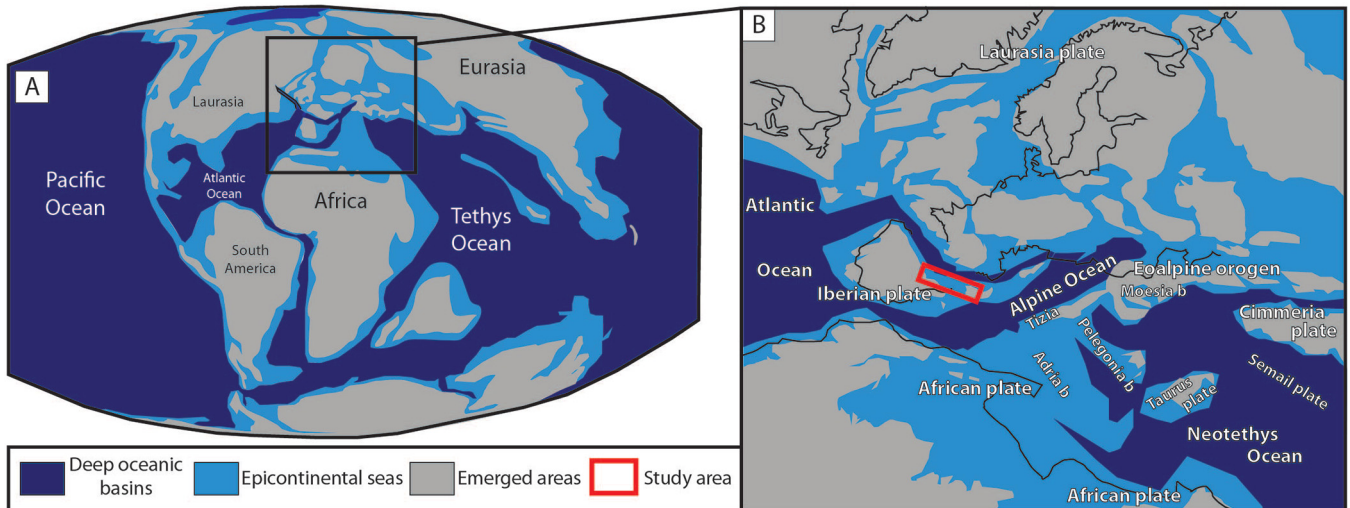 A
Laurasia
Eurasia
Pacific
Ocean
Atlantic
Ocean
Africa
Tethys
Ocean
South
America
B
Laurasia plate
Atlantic
Ocean
Iberian plate
Alpine Ocean
Eoalpine orogen
Moesia b
Tizia
Cimmeria
plate
Pelegonia b
Adria b
African plate
Taurus
plate
Semail plate
Neotethys
Ocean
African plate
Deep oceanic
basins
Epicontinental seas
Emerged areas
Study area